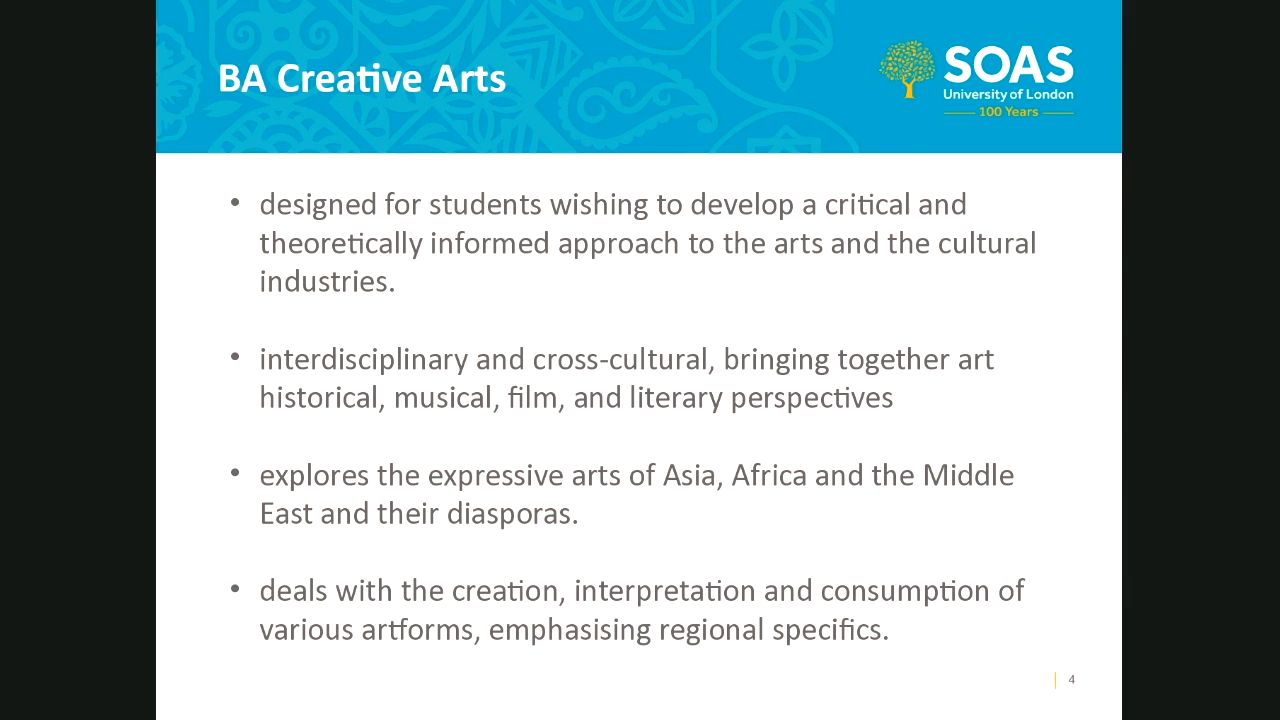 BA Creative Arts
SOAS
University of London
100 Years
• designed for students wishing to develop a critical and
theoretically informed approach to the arts and the cultural
industries.
• interdisciplinary and cross-cultural, bringing together art
historical, musical, film, and literary perspectives
• explores the expressive arts of Asia, Africa and the Middle
East and their diasporas.
• deals with the creation, interpretation and consumption of
various artforms, emphasising regional specifics.
4